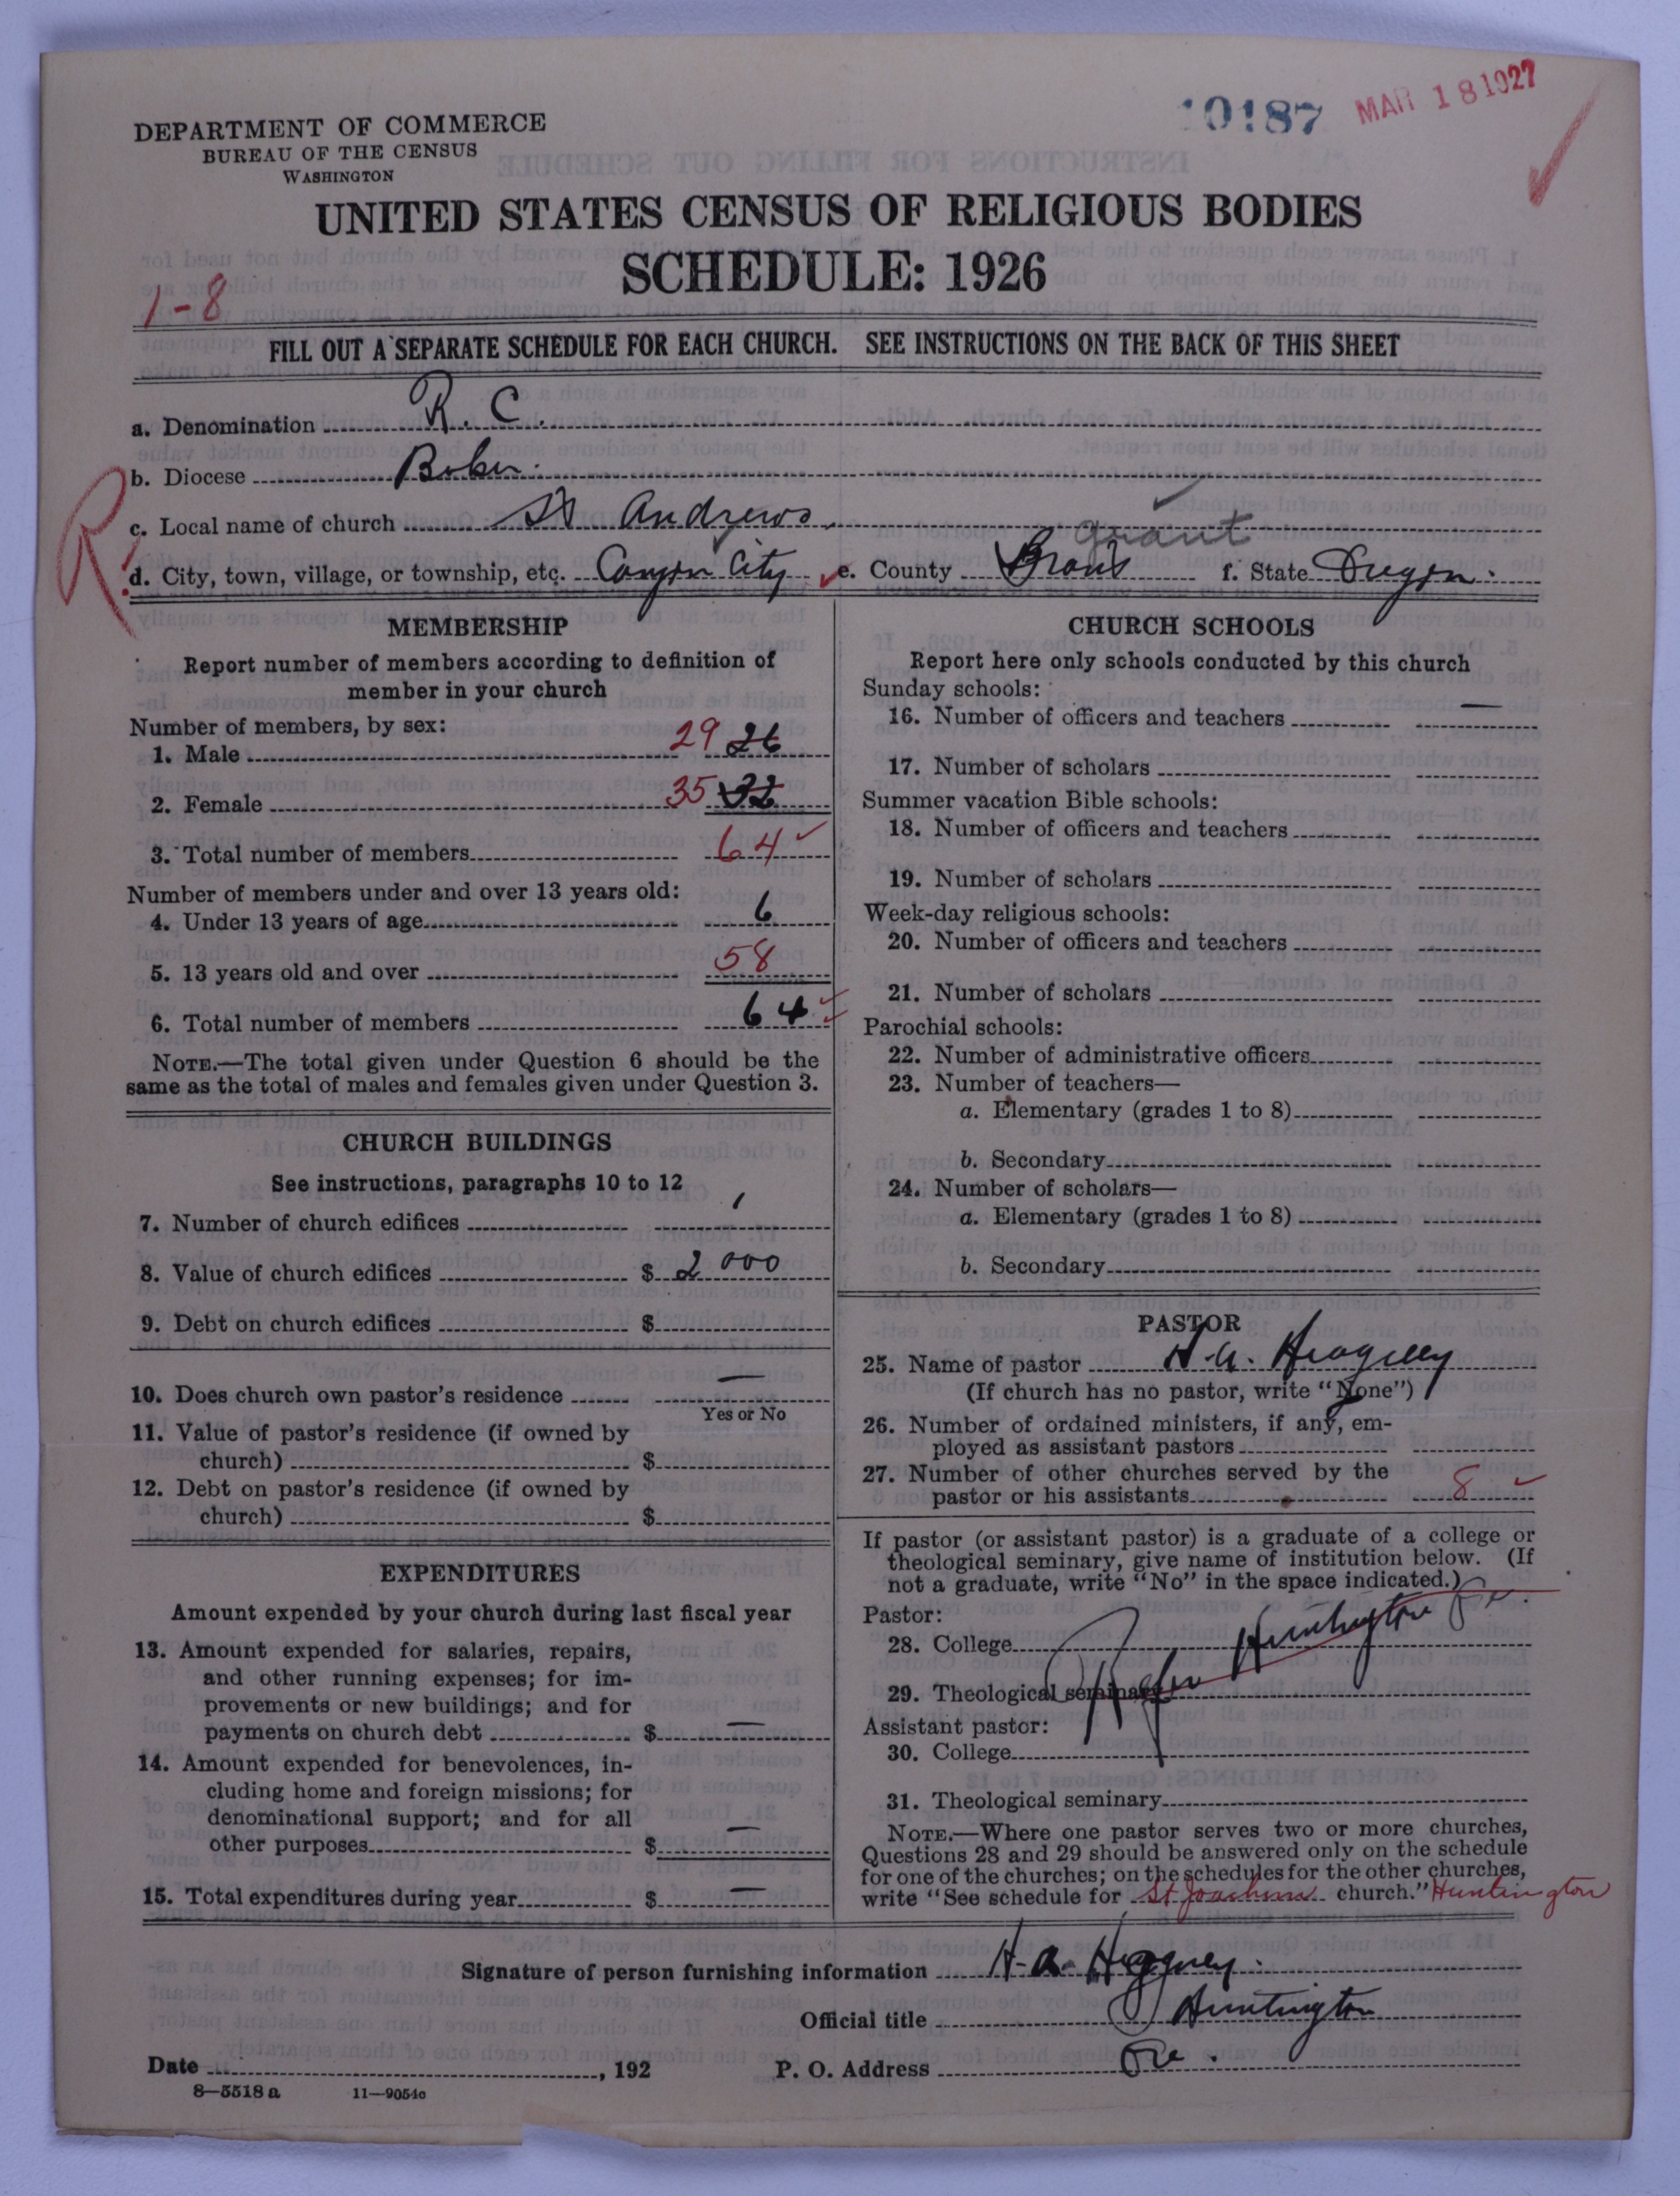 10187 MAR 18 1927
DEPARTMENT OF COMMERCE
BUREAU OF THE CENSUS
WASHINGTON
UNITED STATES CENSUS OF RELIGIOUS BODIES
SCHEDULE: 1926
1-8
FILL OUT A SEPARATE SCHEDULE FOR EACH CHURCH. SEE INSTRUCTIONS ON THE BACK OF THIS SHEET
a. Denomination R. C.
b. Diocese Baker.
R.
c. Local name of church St Andrews.
Grant
d. City, town, village, or township, etc. Canyon City e. County f. State Oregon.
MEMBERSHIP
Report number of members according to definition of
member in your church
Number of members, by sex:
1. Male 29 26
2. Female 35 32
3. Total number of members 64
Number of members under and over 13 years old:
4. Under 13 years of age 6
5. 13 years old and over 58
6. Total number of members 64
NOTE.—The total given under Question 6 should be the
same as the total of males and females given under Question 3.
CHURCH BUILDINGS
See instructions, paragraphs 10 to 12
7. Number of church edifices 1
8. Value of church edifices $ 2000
9. Debt on church edifices $
10. Does church own pastor's residence —
Yes or No
11. Value of pastor's residence (if owned by
church) $
12. Debt on pastor's residence (if owned by
church) $
EXPENDITURES
Amount expended by your church during last fiscal year
13. Amount expended for salaries, repairs,
and other running expenses; for im-
provements or new buildings; and for
payments on church debt $ —
14. Amount expended for benevolences, in-
cluding home and foreign missions; for
denominational support; and for all
other purposes $ —
15. Total expenditures during year $ —
CHURCH SCHOOLS
Report here only schools conducted by this church
Sunday schools:
16. Number of officers and teachers —
17. Number of scholars
Summer vacation Bible schools:
18. Number of officers and teachers
19. Number of scholars
Week-day religious schools:
20. Number of officers and teachers
21. Number of scholars
Parochial schools:
22. Number of administrative officers
23. Number of teachers—
a. Elementary (grades 1 to 8)
b. Secondary
24. Number of scholars—
a. Elementary (grades 1 to 8)
b. Secondary
PASTOR
25. Name of pastor H. A.
(If church has no pastor, write "None")
26. Number of ordained ministers, if any, em-
ployed as assistant pastors
27. Number of other churches served by the
pastor or his assistants 8
If pastor (or assistant pastor) is a graduate of a college or
theological seminary, give name of institution below. (If
not a graduate, write "No" in the space indicated.)
Pastor:
28. College Huntington Ore.
29. Theological seminary
Assistant pastor:
30. College
31. Theological seminary
NOTE.—Where one pastor serves two or more churches,
Questions 28 and 29 should be answered only on the schedule
for one of the churches; on the schedules for the other churches,
write "See schedule for St Joachims church." Huntington
Signature of person furnishing information H. A.
Official title Huntington
Date , 192 P. O. Address Ore.
8—5518 a 11—9054c